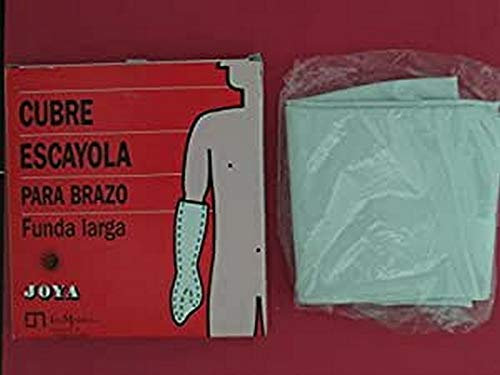 CUBRE
ESCAYOLA
PARA BRAZO
Funda larga
JOYA